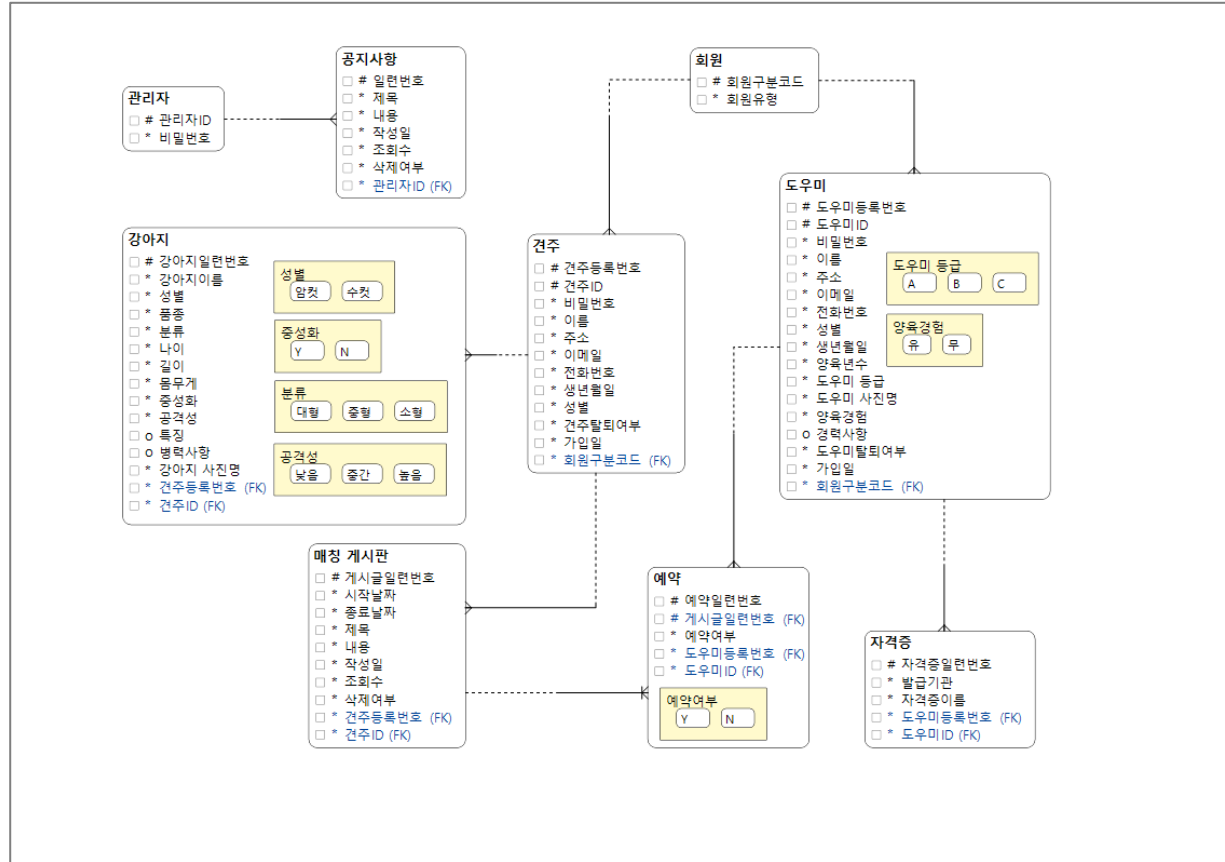 공지사항
# 일련번호
* 제목
* 내용
* 작성일
* 조회수
* 삭제여부
* 관리자ID (FK)
회원
# 회원구분코드
* 회원유형
관리자
# 관리자ID
* 비밀번호
도우미
# 도우미등록번호
# 도우미ID
* 비밀번호
* 이름
* 주소
* 이메일
* 전화번호
* 성별
* 생년월일
* 양육년수
* 도우미 등급
* 도우미 사진명
* 양육경험
o 경력사항
* 도우미탈퇴여부
* 가입일
* 회원구분코드 (FK)
도우미 등급
A B C
양육경험
유 무
강아지
# 강아지일련번호
* 강아지이름
* 성별
* 품종
* 분류
* 나이
* 길이
* 몸무게
* 중성화
* 공격성
o 특징
o 병력사항
* 강아지 사진명
* 견주등록번호 (FK)
* 견주ID (FK)
성별
암컷 수컷
중성화
Y N
분류
대형 중형 소형
공격성
낮음 중간 높음
견주
# 견주등록번호
# 견주ID
* 비밀번호
* 이름
* 주소
* 이메일
* 전화번호
* 생년월일
* 성별
* 견주탈퇴여부
* 가입일
* 회원구분코드 (FK)
매칭 게시판
# 게시글일련번호
* 시작날짜
* 종료날짜
* 제목
* 내용
* 작성일
* 조회수
* 삭제여부
* 견주등록번호 (FK)
* 견주ID (FK)
예약
# 예약일련번호
# 게시글일련번호 (FK)
* 예약여부
* 도우미등록번호 (FK)
* 도우미ID (FK)
예약여부
Y N
자격증
# 자격증일련번호
* 발급기관
* 자격증이름
* 도우미등록번호 (FK)
* 도우미ID (FK)